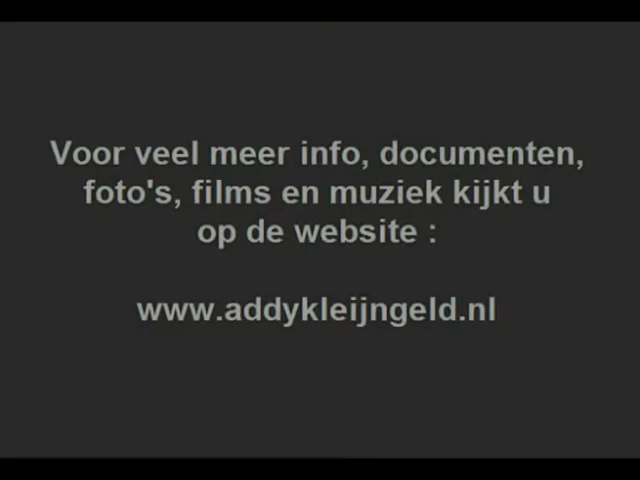 Voor veel meer info, documenten,
foto's, films en muziek kijkt u
op de website :
www.addykleijngeld.nl